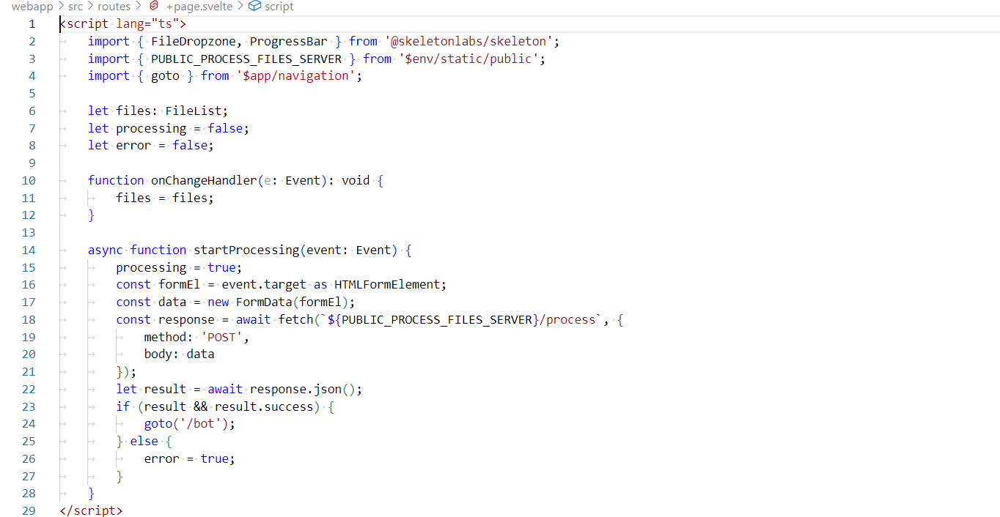 webapp > src > routes > +page.svelte > script
1 <script lang="ts">
2 import { FileDropzone, ProgressBar } from '@skeletonlabs/skeleton';
3 import { PUBLIC_PROCESS_FILES_SERVER } from '$env/static/public';
4 import { goto } from '$app/navigation';
5
6 let files: FileList;
7 let processing = false;
8 let error = false;
9
10 function onChangeHandler(e: Event): void {
11 files = files;
12 }
13
14 async function startProcessing(event: Event) {
15 processing = true;
16 const formEl = event.target as HTMLFormElement;
17 const data = new FormData(formEl);
18 const response = await fetch(`${PUBLIC_PROCESS_FILES_SERVER}/process`, {
19 method: 'POST',
20 body: data
21 });
22 let result = await response.json();
23 if (result && result.success) {
24 goto('/bot');
25 } else {
26 error = true;
27 }
28 }
29 </script>